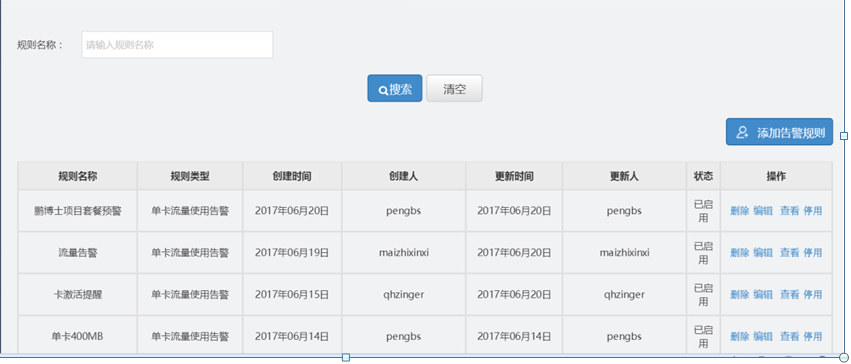 规则名称： 请输入规则名称
搜索 清空
添加告警规则
规则名称 规则类型 创建时间 创建人 更新时间 更新人 状态 操作
鹏博士项目套餐预警 单卡流量使用告警 2017年06月20日 pengbs 2017年06月20日 pengbs 已启用 删除 编辑 查看 停用
流量告警 单卡流量使用告警 2017年06月19日 maizhixinxi 2017年06月20日 maizhixinxi 已启用 删除 编辑 查看 停用
卡激活提醒 单卡流量使用告警 2017年06月15日 qhzinger 2017年06月20日 qhzinger 已启用 删除 编辑 查看 停用
单卡400MB 单卡流量使用告警 2017年06月14日 pengbs 2017年06月14日 pengbs 已启用 删除 编辑 查看 停用